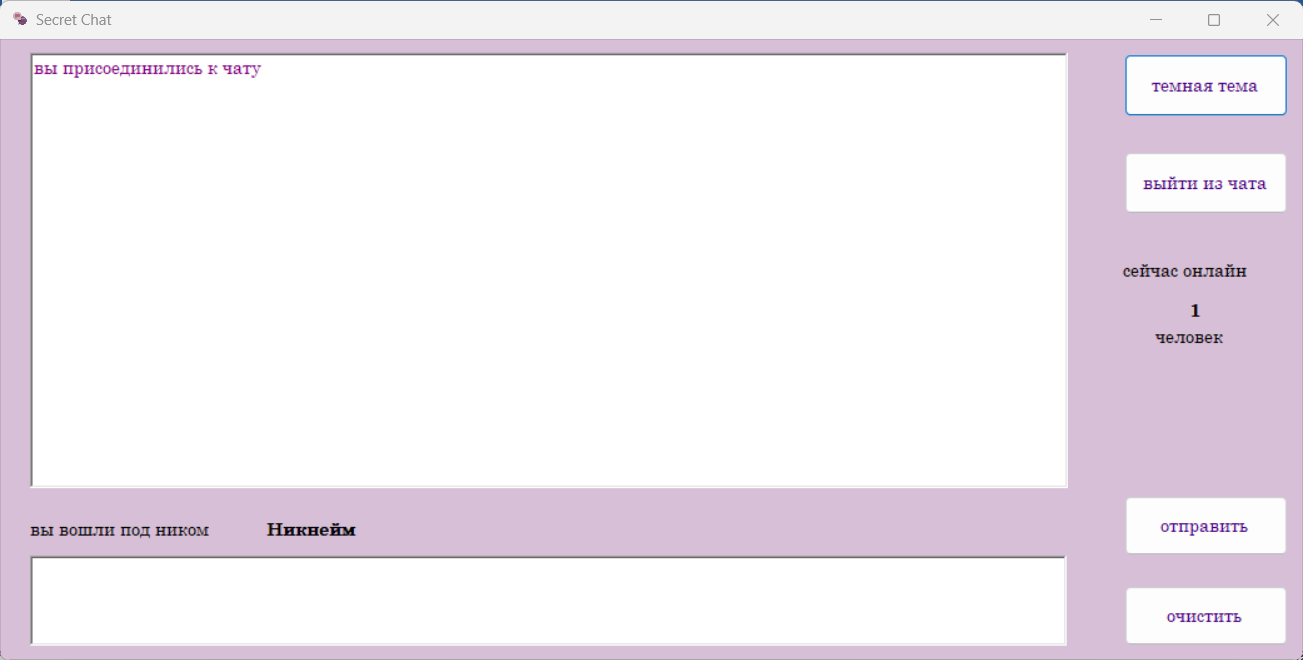 Secret Chat
вы присоединились к чату
темная тема
выйти из чата
сейчас онлайн
1
человек
вы вошли под ником
Никнейм
отправить
очистить